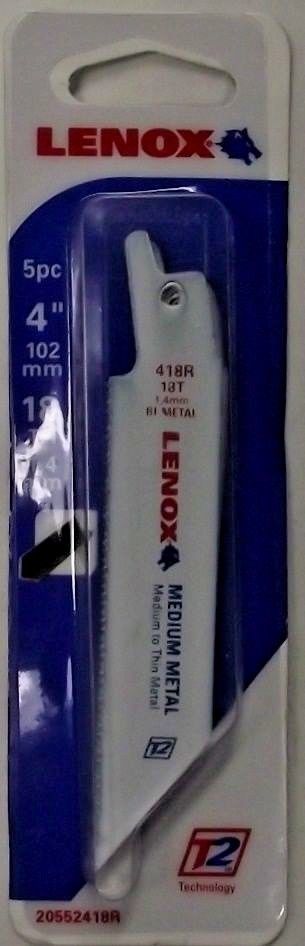 LENOX
5pc
4"
102
mm
18
418R
18T
1.4mm
BI-METAL
LENOX
MEDIUM METAL
Medium to Thin Metal
T2
T2
Technology
20552418R